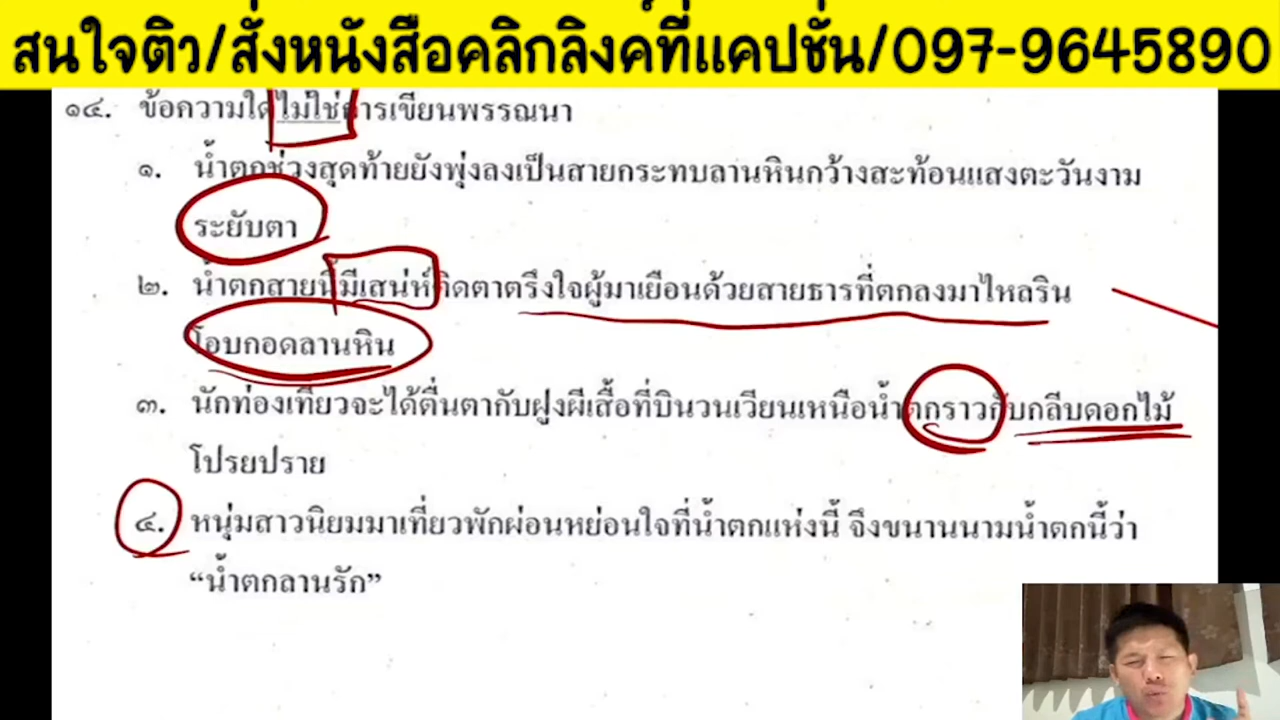 สนใจติว/สั่งหนังสือคลิกลิงค์ที่แคปชั่น/097-9645890
๑๔. ข้อความใดไม่ใช่การเขียนพรรณนา
๑. น้ำตกช่วงสุดท้ายยังพุ่งลงเป็นสายกระทบลานหินกว้างสะท้อนแสงตะวันงาม
ระยับตา
๒. น้ำตกสายนี้มีเสน่ห์ติดตาตรึงใจผู้มาเยือนด้วยสายธารที่ตกลงมาไหลริน
โอบกอดลานหิน
๓. นักท่องเที่ยวจะได้ตื่นตากับฝูงผีเสื้อที่บินวนเวียนเหนือน้ำตกราวกับกลีบดอกไม้
โปรยปราย
๔. หนุ่มสาวนิยมมาเที่ยวพักผ่อนหย่อนใจที่น้ำตกแห่งนี้ จึงขนานนามน้ำตกนี้ว่า
“น้ำตกลานรัก”